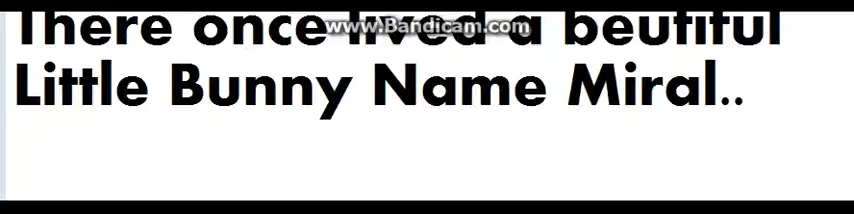 There once lived a beutiful
www.Bandicam.com
Little Bunny Name Miral..